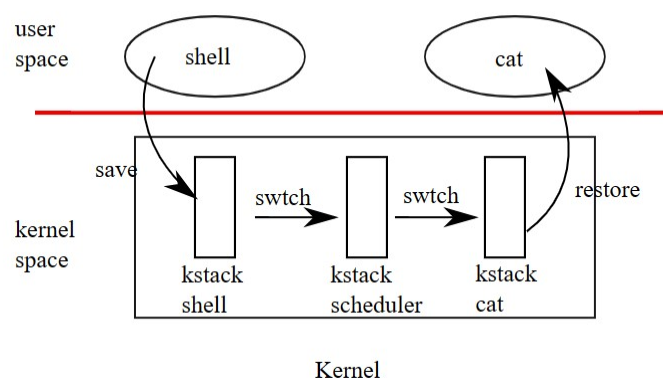 user
space
shell
cat
save
swtch
swtch
restore
kernel
space
kstack
shell
kstack
scheduler
kstack
cat
Kernel